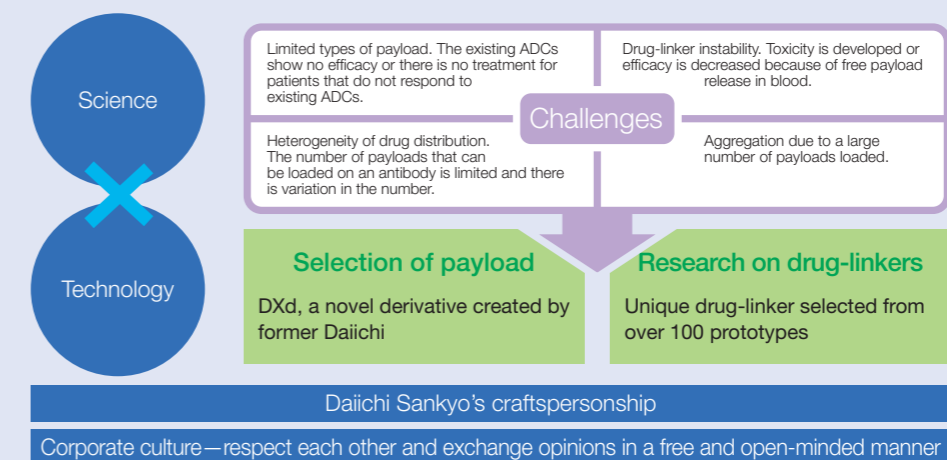 Science
Technology
Limited types of payload. The existing ADCs
show no efficacy or there is no treatment for
patients that do not respond to
existing ADCs.
Drug-linker instability. Toxicity is developed or
efficacy is decreased because of free payload
release in blood.
Challenges
Heterogeneity of drug distribution.
The number of payloads that can
be loaded on an antibody is limited and there
is variation in the number.
Aggregation due to a large
number of payloads loaded.
Selection of payload
DXd, a novel derivative created by
former Daiichi
Research on drug-linkers
Unique drug-linker selected from
over 100 prototypes
Daiichi Sankyo’s craftspersonship
Corporate culture—respect each other and exchange opinions in a free and open-minded manner